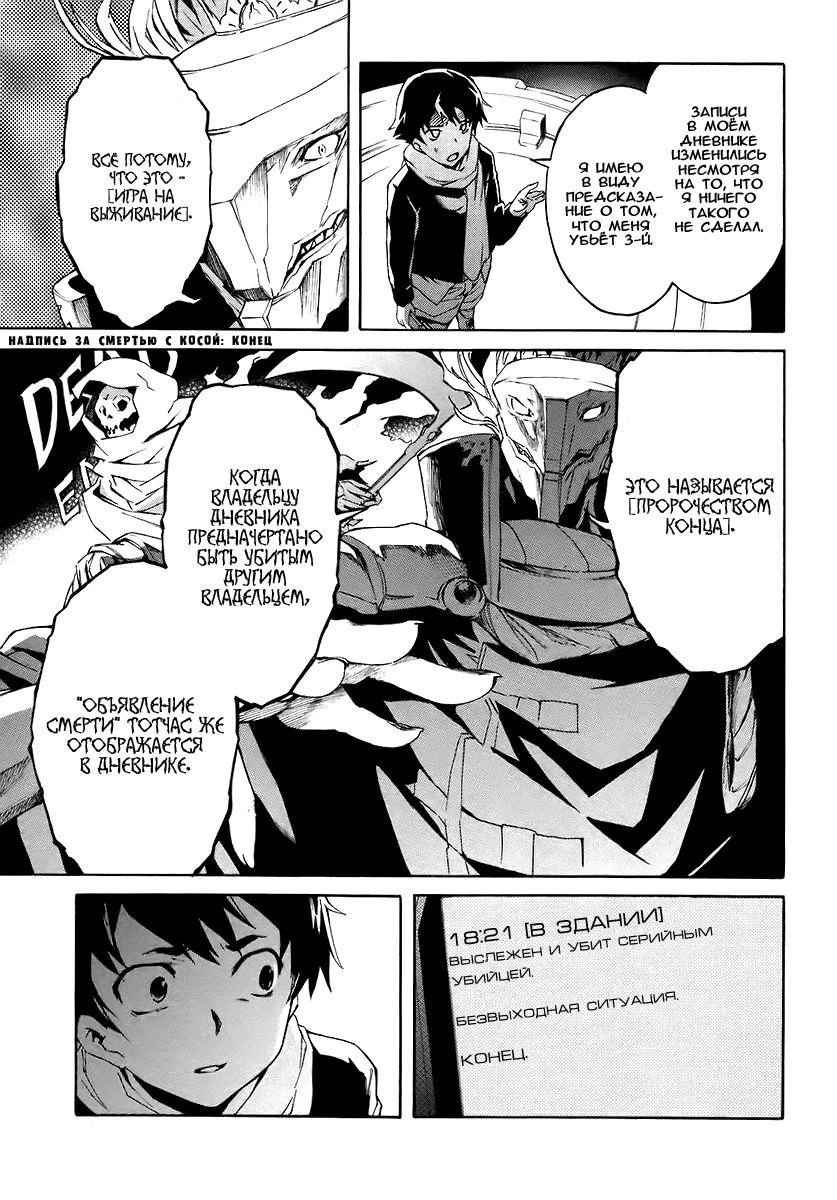 ЗАПИСИ
В МОЁМ
ДНЕВНИКЕ
ИЗМЕНИЛИСЬ
НЕСМОТРЯ
НА ТО, ЧТО
Я НИЧЕГО
ТАКОГО
НЕ СДЕЛАЛ.
Я ИМЕЮ
В ВИДУ
ПРЕДСКАЗА-
НИЕ О ТОМ,
ЧТО МЕНЯ
УБЬЁТ 3-Й.
ВСЁ ПОТОМУ,
ЧТО ЭТО -
[ИГРА НА
ВЫЖИВАНИЕ].
НАДПИСЬ ЗА СМЕРТЬЮ С КОСОЙ: КОНЕЦ
ЭТО НАЗЫВАЕТСЯ
[ПРОРОЧЕСТВОМ
КОНЦА].
КОГДА
ВЛАДЕЛЬЦУ
ДНЕВНИКА
ПРЕДНАЧЕРТАНО
БЫТЬ УБИТЫМ
ДРУГИМ
ВЛАДЕЛЬЦЕМ,
"ОБЪЯВЛЕНИЕ
СМЕРТИ" ТОТЧАС ЖЕ
ОТОБРАЖАЕТСЯ
В ДНЕВНИКЕ.
18:21 [В ЗДАНИИ]
ВЫСЛЕЖЕН И УБИТ СЕРИЙНЫМ
УБИЙЦЕЙ.
БЕЗВЫХОДНАЯ СИТУАЦИЯ.
КОНЕЦ.